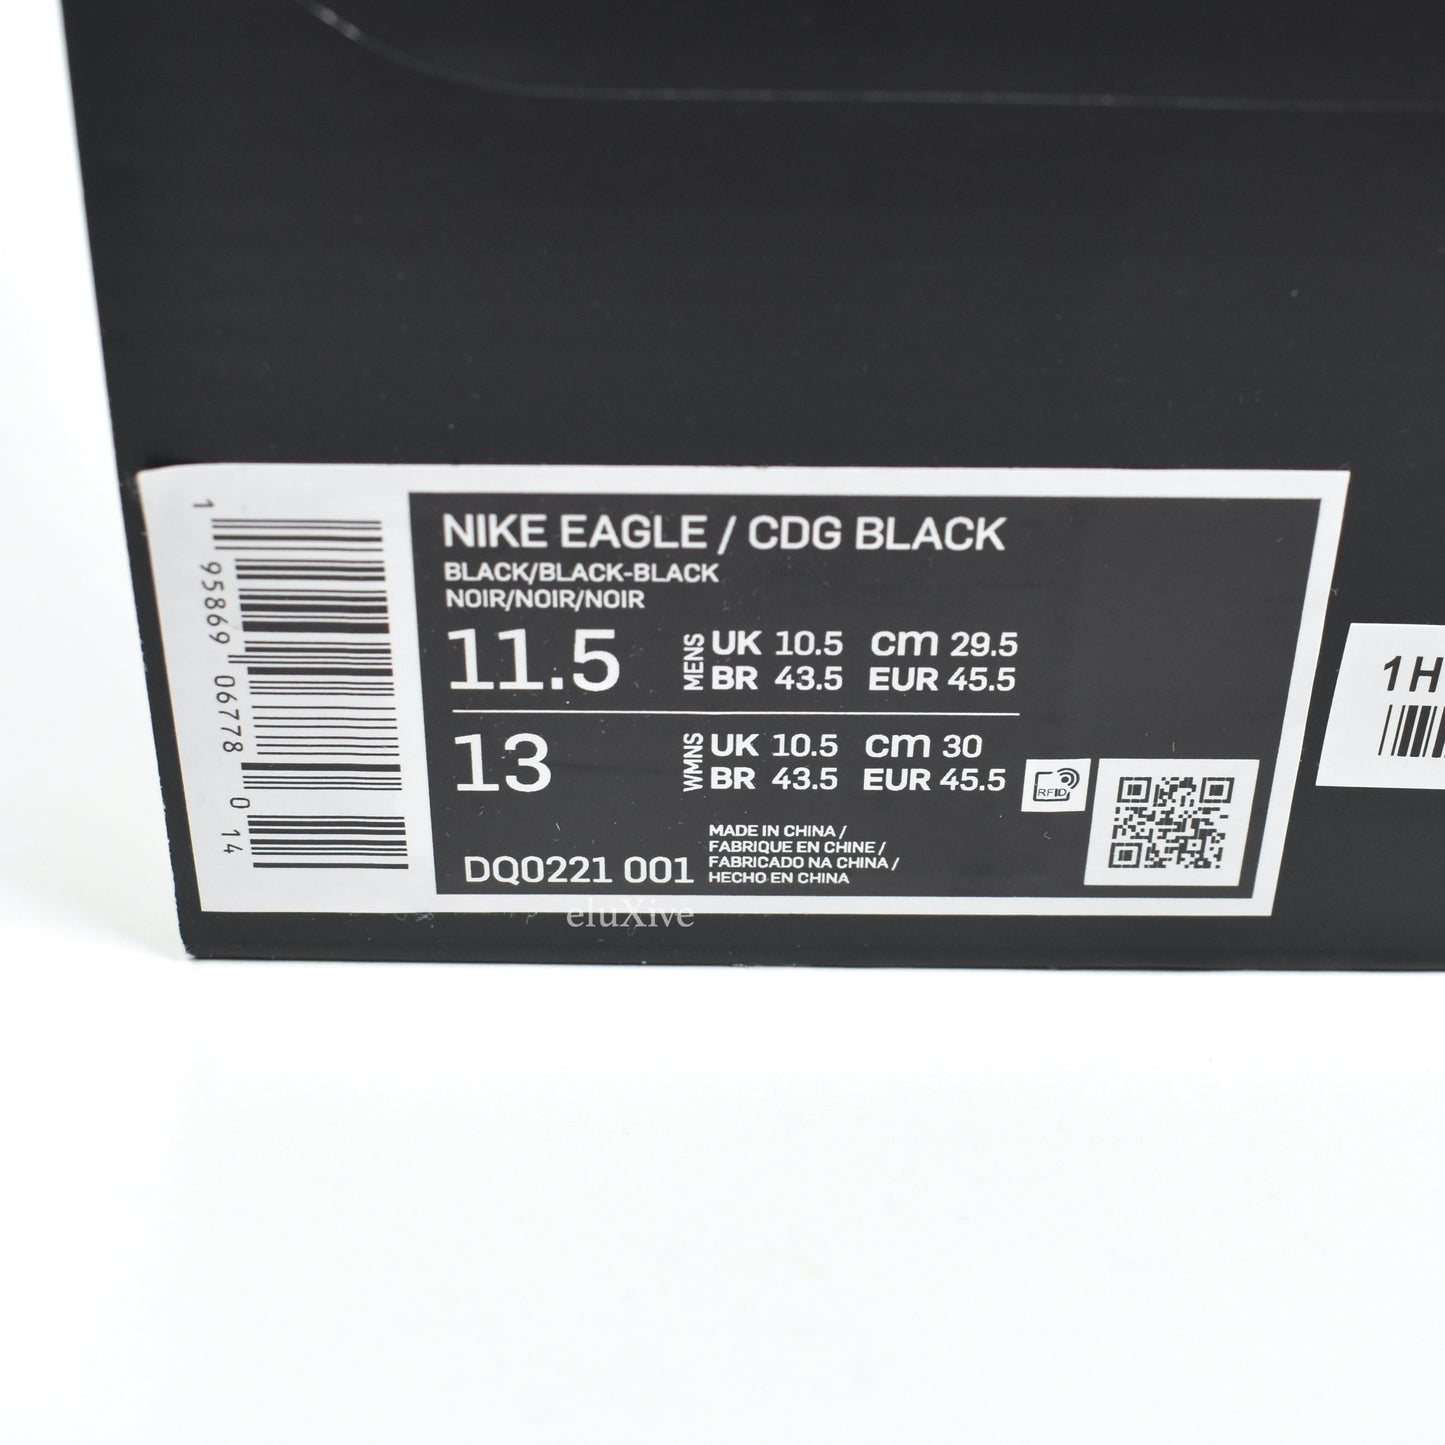 NIKE EAGLE / CDG BLACK
BLACK/BLACK-BLACK
NOIR/NOIR/NOIR
11.5 MENS UK 10.5 cm 29.5
BR 43.5 EUR 45.5
13 WMNS UK 10.5 cm 30
BR 43.5 EUR 45.5
RFID
MADE IN CHINA /
FABRIQUE EN CHINE /
FABRICADO NA CHINA /
HECHO EN CHINA
DQ0221 001
1 95869 06778 0 14
eluXive
1H